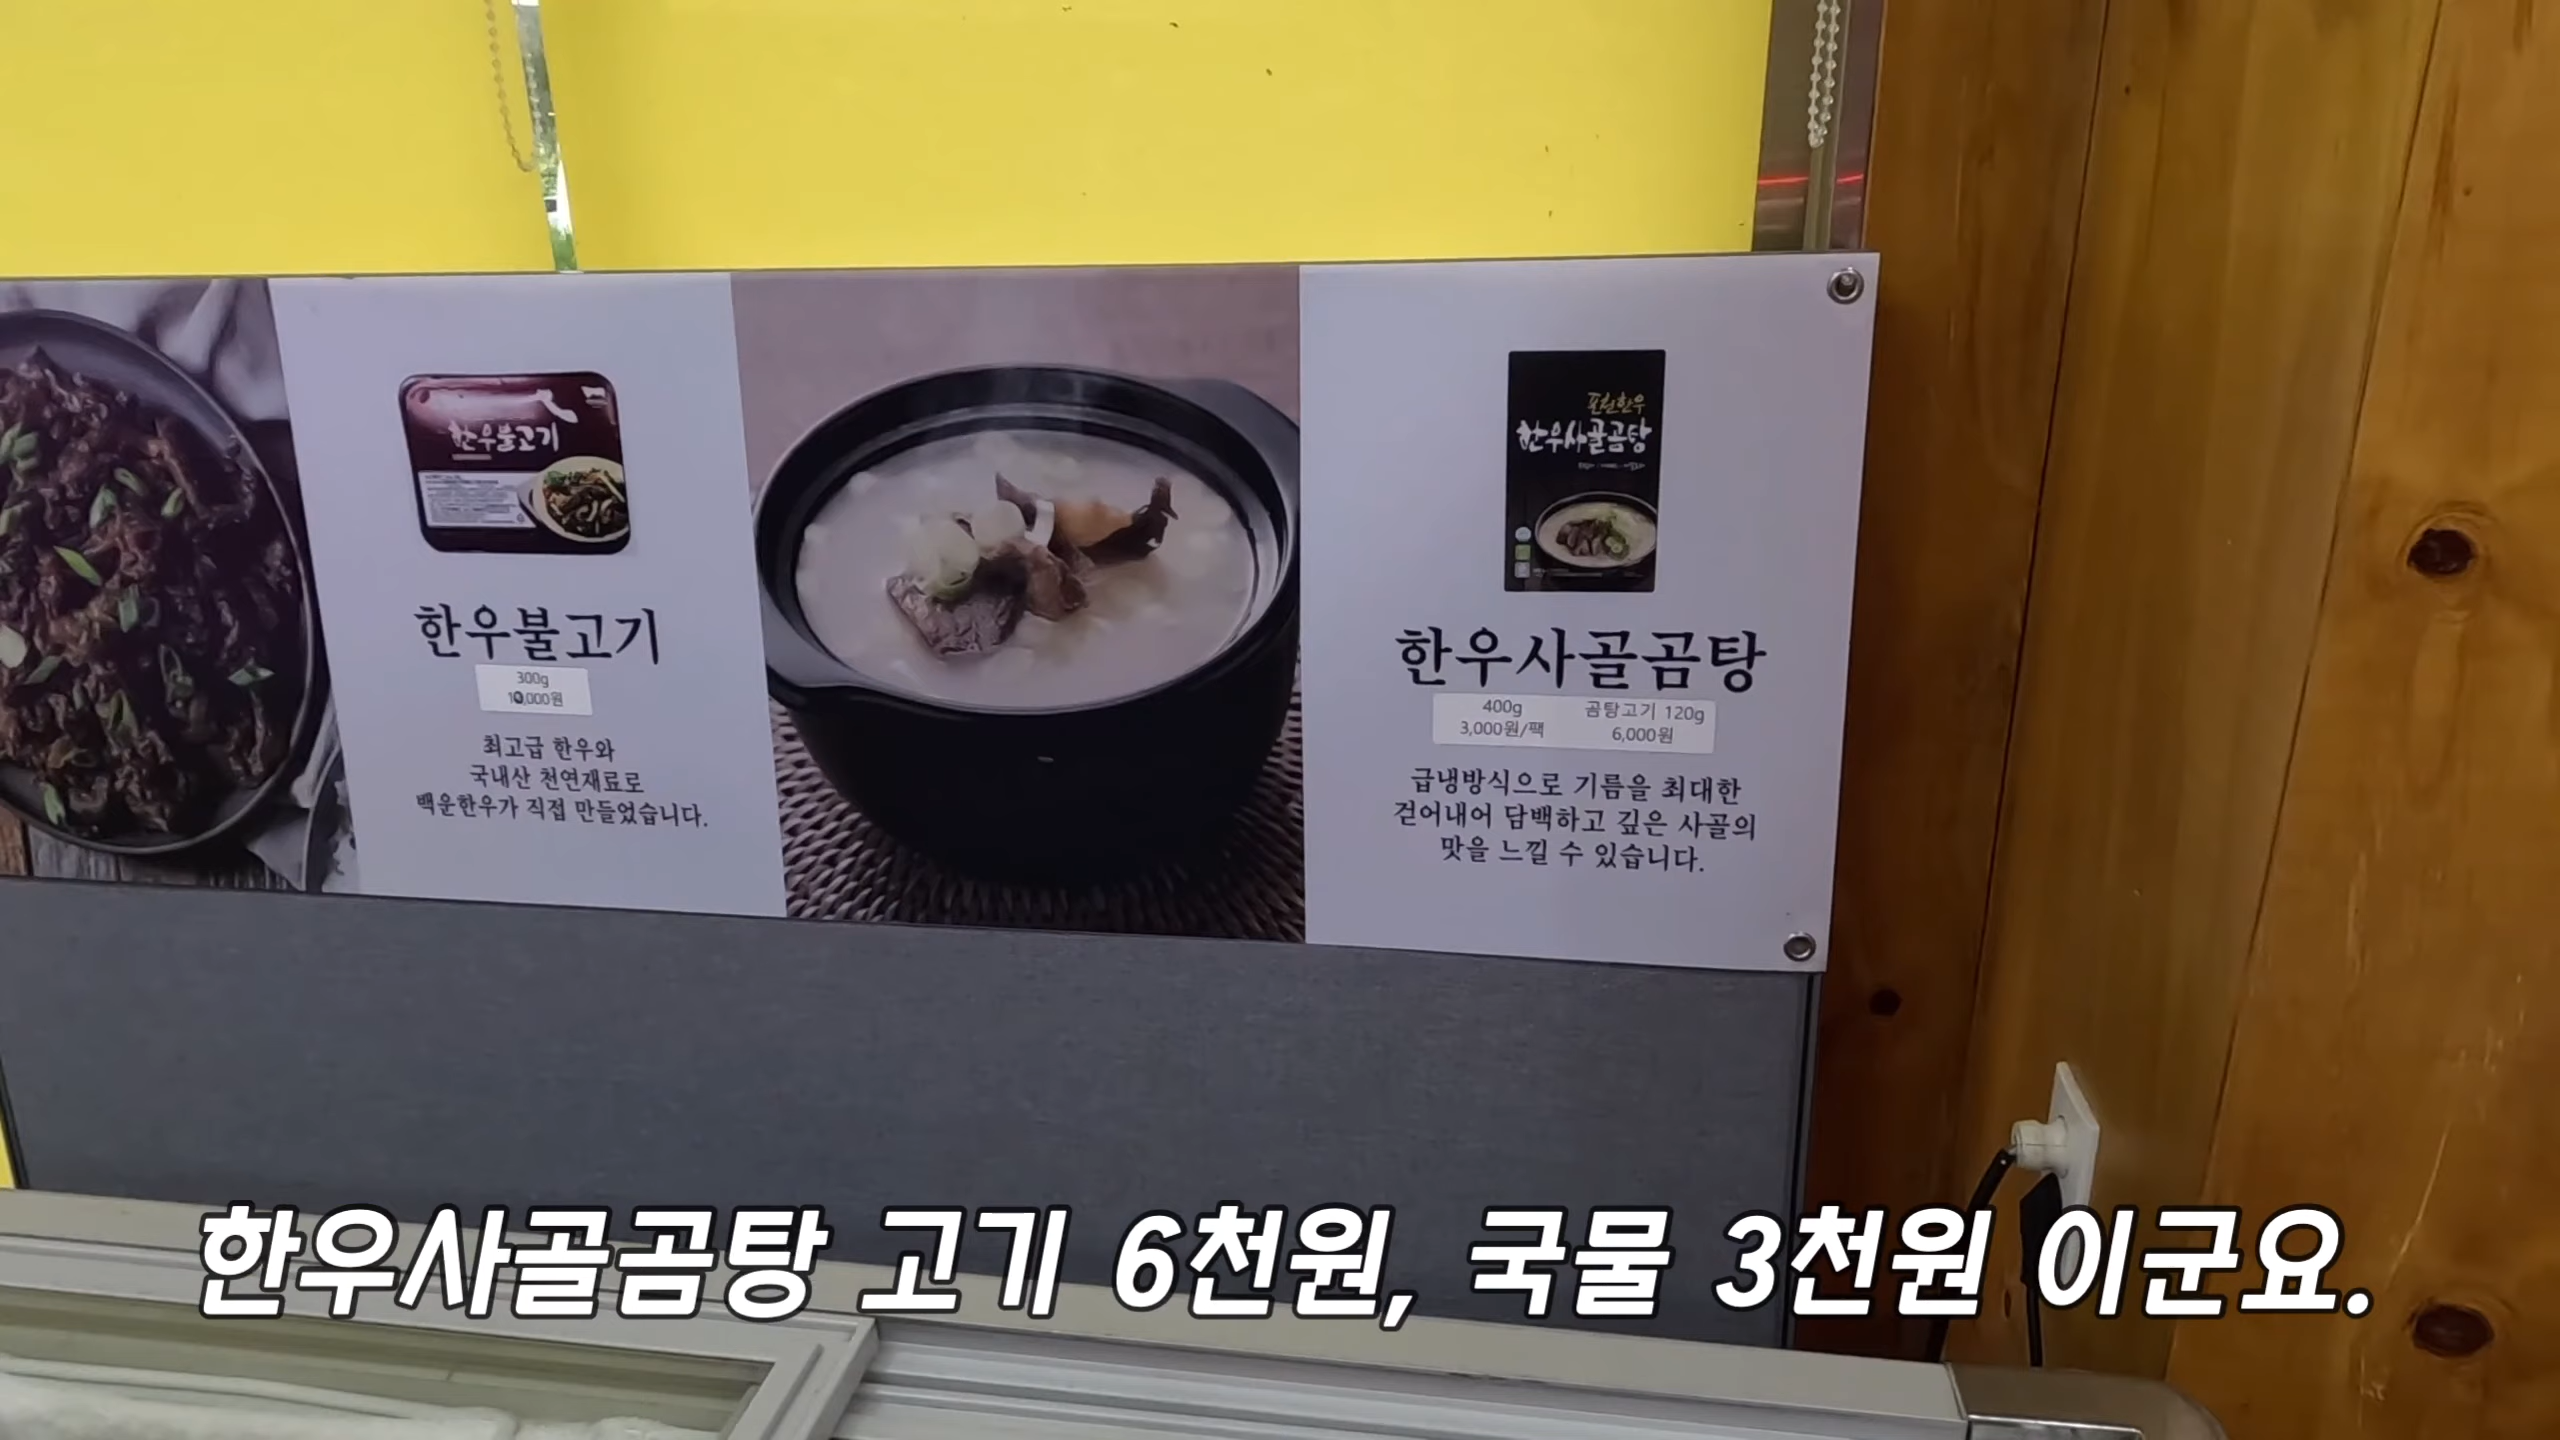 한우불고기
한우불고기
300g
10,000원
최고급 한우와
국내산 천연재료로
백운한우가 직접 만들었습니다.
포천한우
한우사골곰탕
한우사골곰탕
400g
3,000원/팩
곰탕고기 120g
6,000원
급냉방식으로 기름을 최대한
걷어내어 담백하고 깊은 사골의
맛을 느낄 수 있습니다.
한우사골곰탕 고기 6천원, 국물 3천원 이군요.